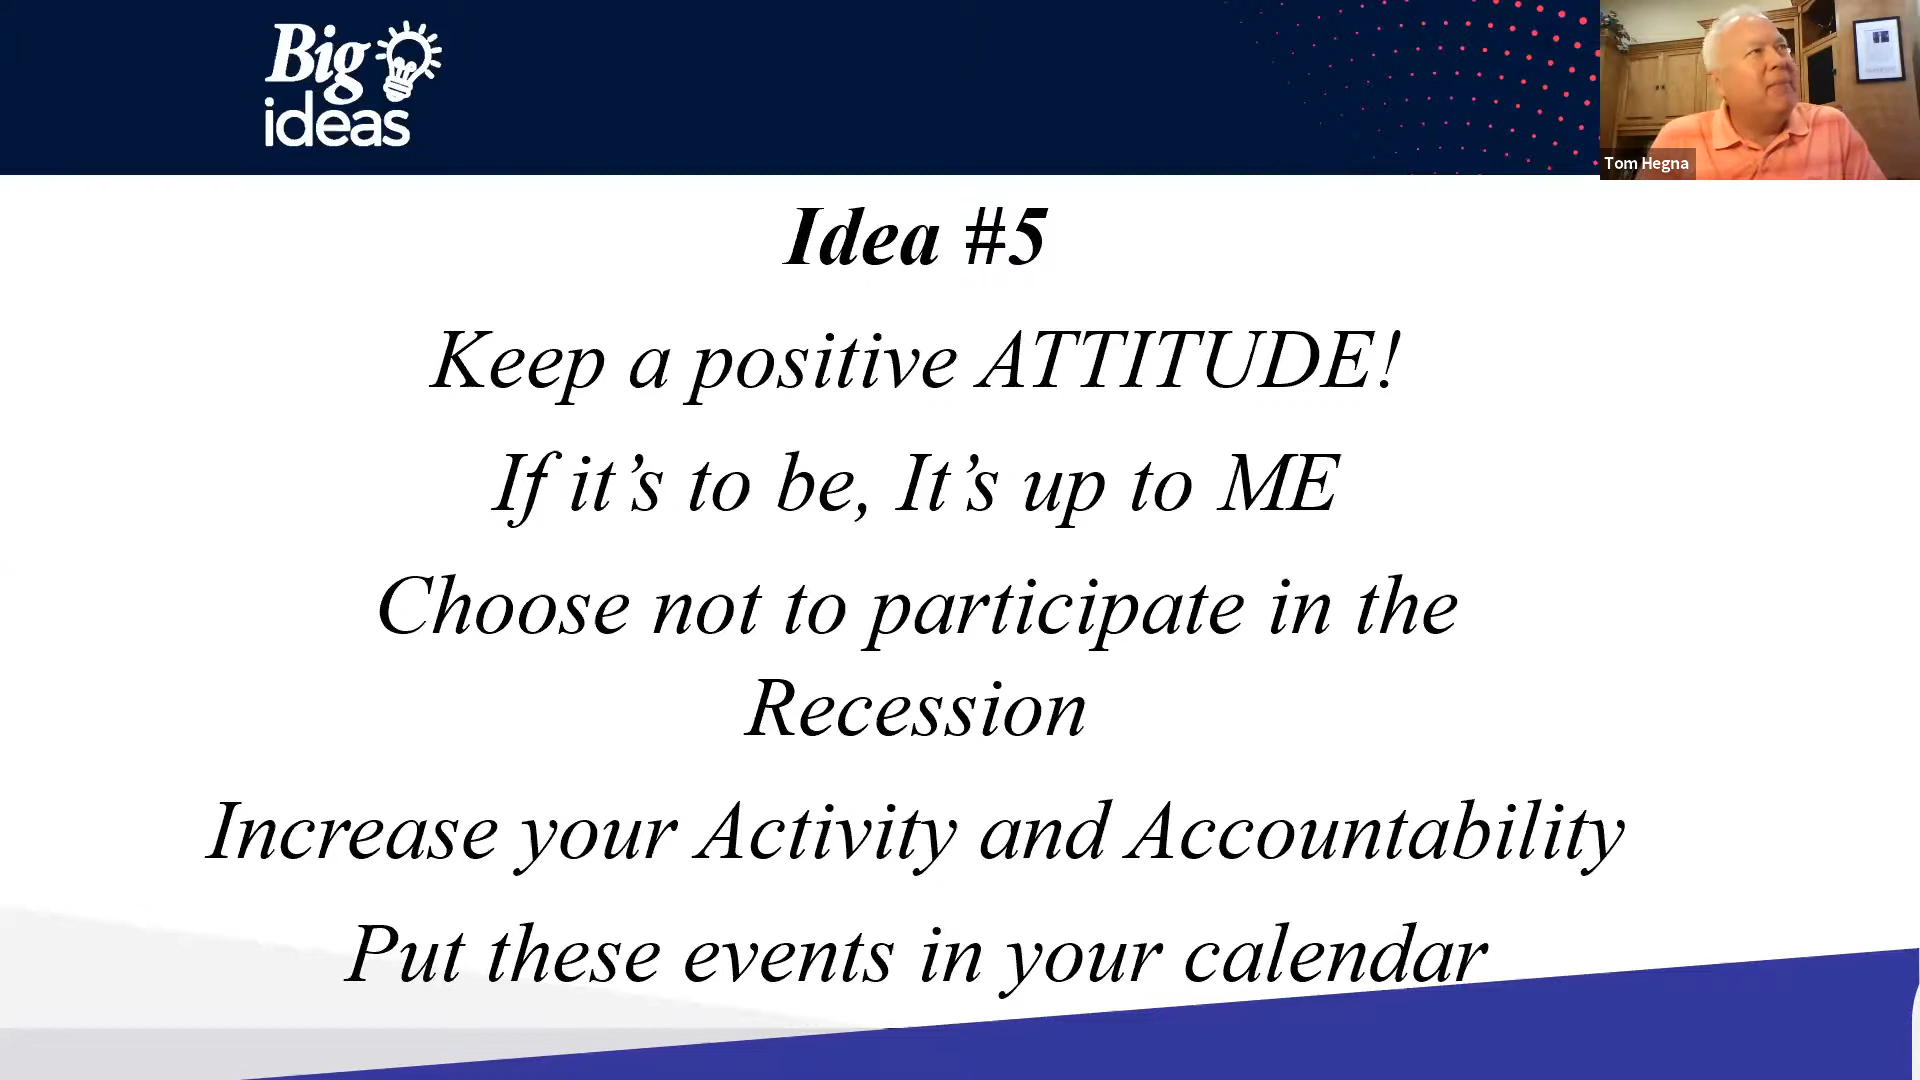 Big
ideas
Tom Hegna
Idea #5
Keep a positive ATTITUDE!
If it’s to be, It’s up to ME
Choose not to participate in the
Recession
Increase your Activity and Accountability
Put these events in your calendar